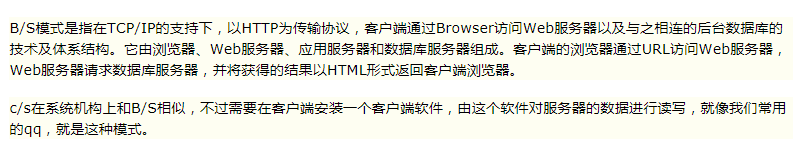 B/S模式是指在TCP/IP的支持下，以HTTP为传输协议，客户端通过Browser访问Web服务器以及与之相连的后台数据库的
技术及体系结构。它由浏览器、Web服务器、应用服务器和数据库服务器组成。客户端的浏览器通过URL访问Web服务器，
Web服务器请求数据库服务器，并将获得的结果以HTML形式返回客户端浏览器。
c/s在系统机构上和B/S相似，不过需要在客户端安装一个客户端软件，由这个软件对服务器的数据进行读写，就像我们常用
的qq，就是这种模式。